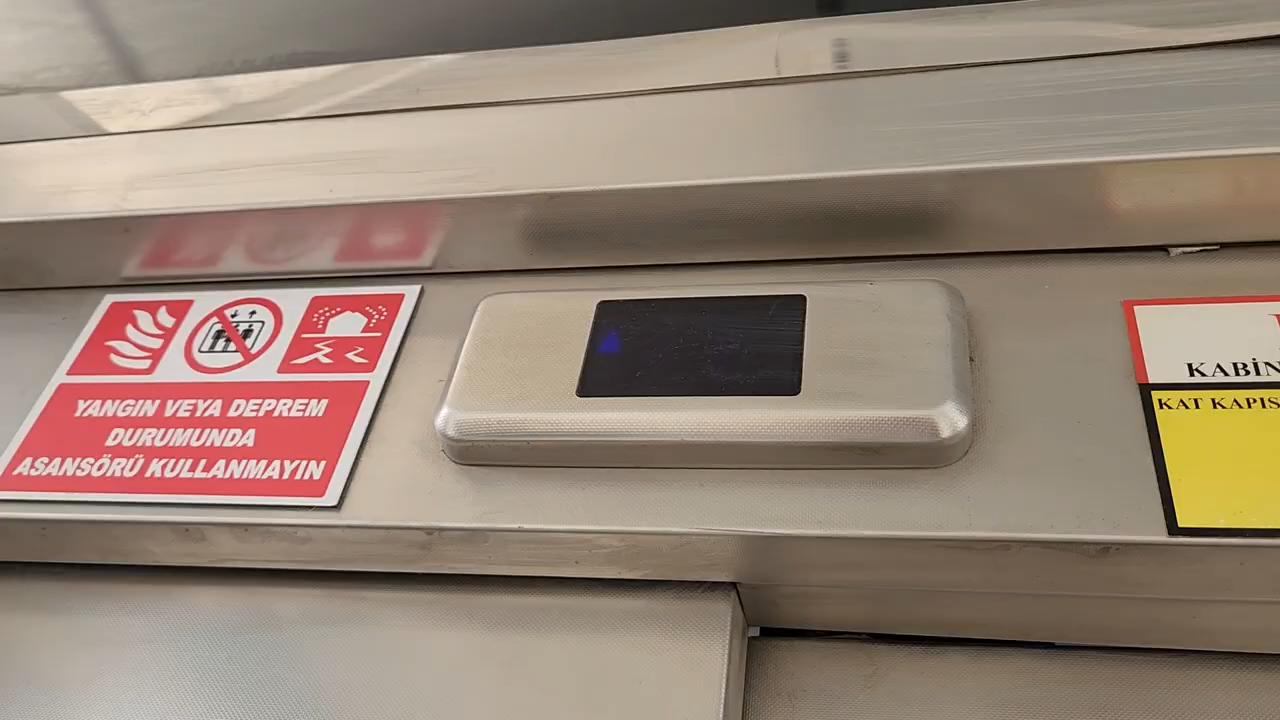 YANGIN VEYA DEPREM
DURUMUNDA
ASANSÖRÜ KULLANMAYIN
KABİN
KAT KAPIS